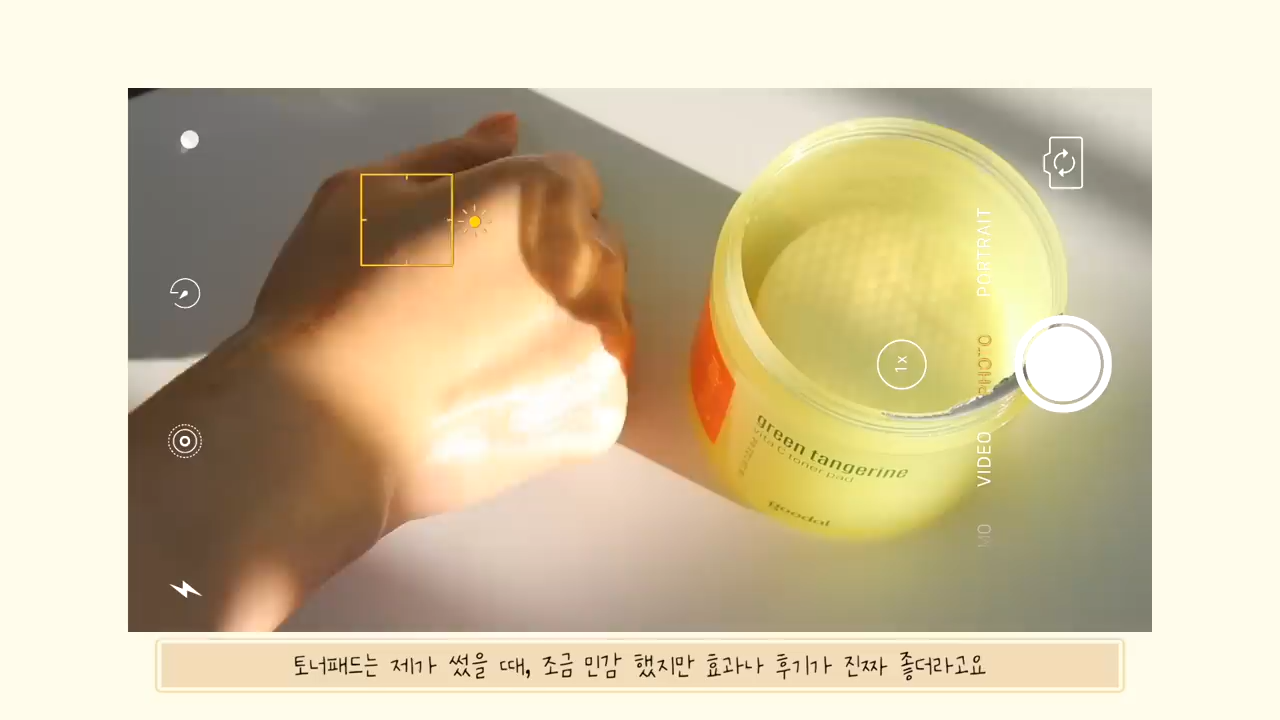 PORTRAIT
PHOTO
VIDEO
MO
1x
green tangerine
vita C toner pad
goodal
토너패드는 제가 썼을 때, 조금 민감 했지만 효과나 후기가 진짜 좋더라고요